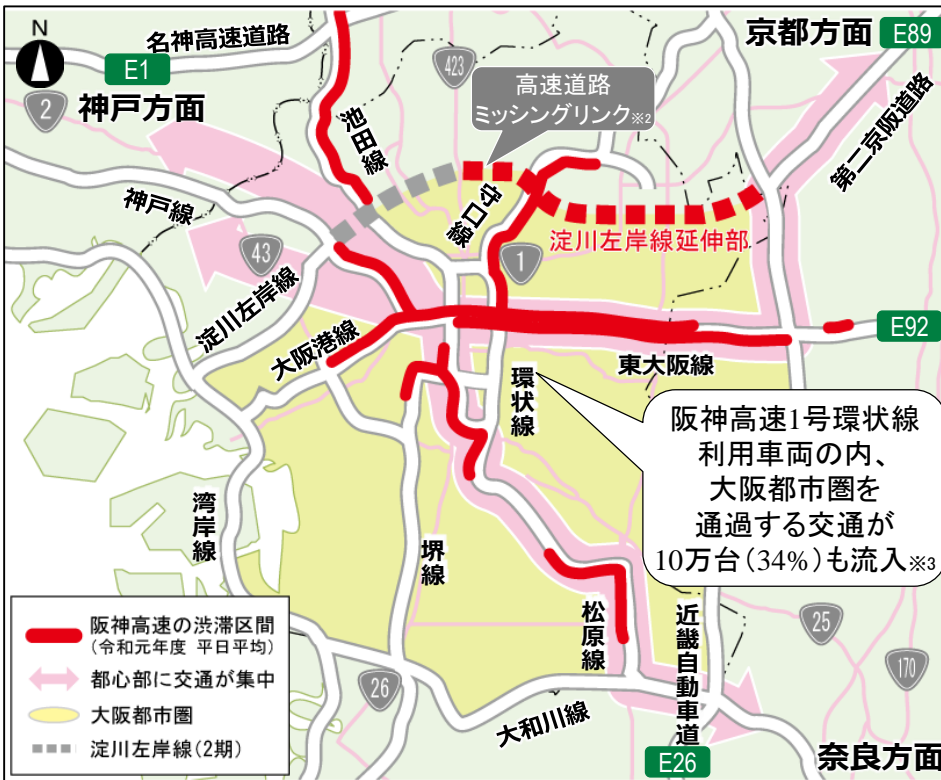 N
名神高速道路
E1
2
神戸方面
423
高速道路
ミッシングリンク※2
京都方面
E89
池田線
第二京阪道路
神戸線
守口線
43
1
淀川左岸線延伸部
淀川左岸線
大阪港線
E92
東大阪線
環状線
阪神高速1号環状線
利用車両の内、
大阪都市圏を
通過する交通が
10万台(34%)も流入※3
湾岸線
堺線
松原線
近畿自動車道
25
170
26
大和川線
E26
奈良方面
阪神高速の渋滞区間
(令和元年度 平日平均)
都心部に交通が集中
大阪都市圏
淀川左岸線(2期)